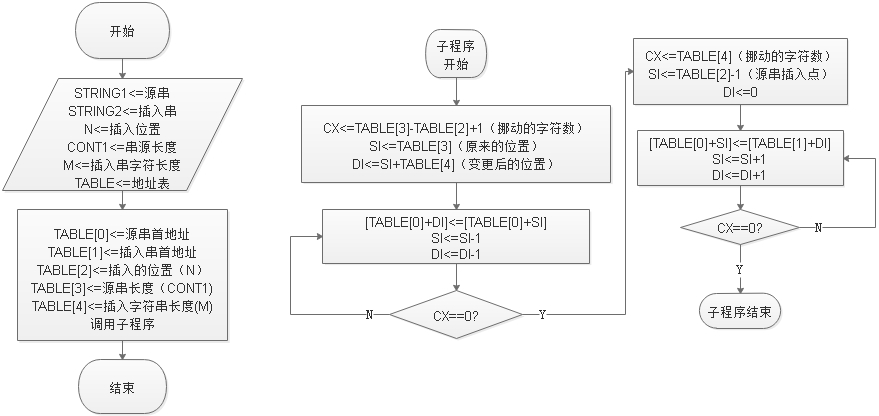 开始
STRING1<=源串
STRING2<=插入串
N<=插入位置
CONT1<=串源长度
M<=插入串字符长度
TABLE<=地址表
TABLE[0]<=源串首地址
TABLE[1]<=插入串首地址
TABLE[2]<=插入的位置（N）
TABLE[3]<=源串长度（CONT1)
TABLE[4]<=插入字符串长度(M)
调用子程序
结束
子程序
开始
CX<=TABLE[3]-TABLE[2]+1（挪动的字符数）
SI<=TABLE[3]（原来的位置）
DI<=SI+TABLE[4]（变更后的位置）
[TABLE[0]+DI]<=[TABLE[0]+SI]
SI<=SI-1
DI<=DI-1
CX==0?
N
Y
CX<=TABLE[4]（挪动的字符数）
SI<=TABLE[2]-1（源串插入点）
DI<=0
[TABLE[0]+SI]<=[TABLE[1]+DI]
SI<=SI+1
DI<=DI+1
CX==0?
N
Y
子程序结束